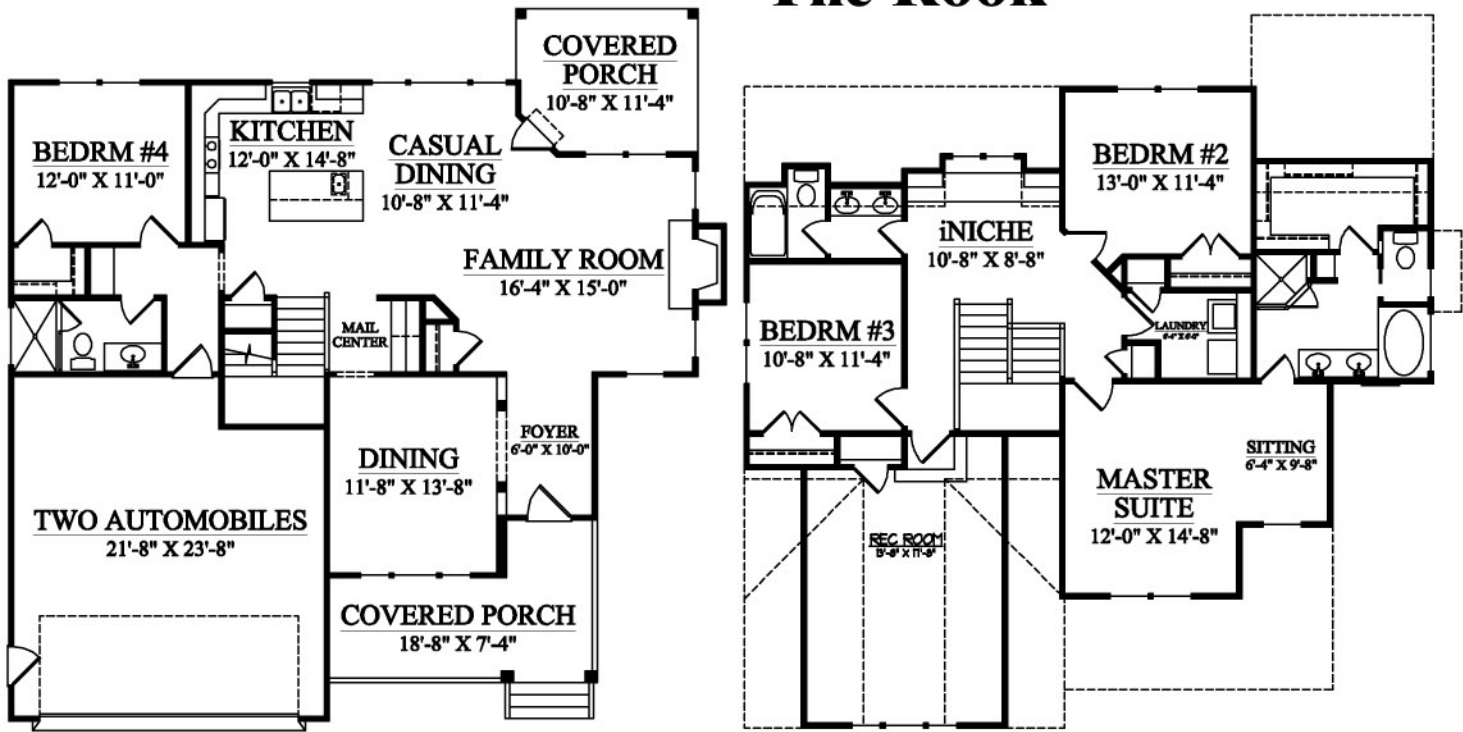 The Rook
COVERED
PORCH
10'-8" X 11'-4"
BEDRM #4
12'-0" X 11'-0"
KITCHEN
12'-0" X 14'-8"
CASUAL
DINING
10'-8" X 11'-4"
FAMILY ROOM
16'-4" X 15'-0"
MAIL
CENTER
DINING
11'-8" X 13'-8"
FOYER
6'-0" X 10'-0"
TWO AUTOMOBILES
21'-8" X 23'-8"
COVERED PORCH
18'-8" X 7'-4"
BEDRM #2
13'-0" X 11'-4"
iNICHE
10'-8" X 8'-8"
BEDRM #3
10'-8" X 11'-4"
LAUNDRY
SITTING
6'-4" X 9'-8"
MASTER
SUITE
12'-0" X 14'-8"
REC ROOM